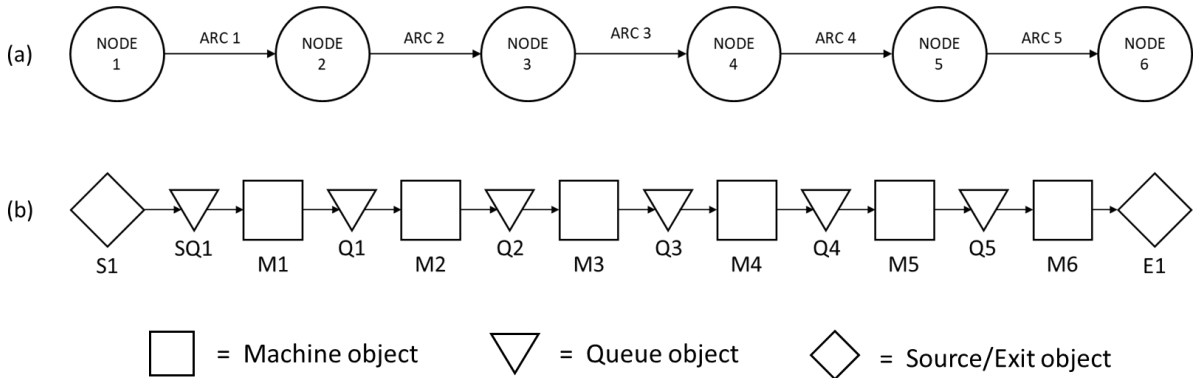 (a)
NODE
1
ARC 1
NODE
2
ARC 2
NODE
3
ARC 3
NODE
4
ARC 4
NODE
5
ARC 5
NODE
6
(b)
S1
SQ1
M1
Q1
M2
Q2
M3
Q3
M4
Q4
M5
Q5
M6
E1
= Machine object
= Queue object
= Source/Exit object